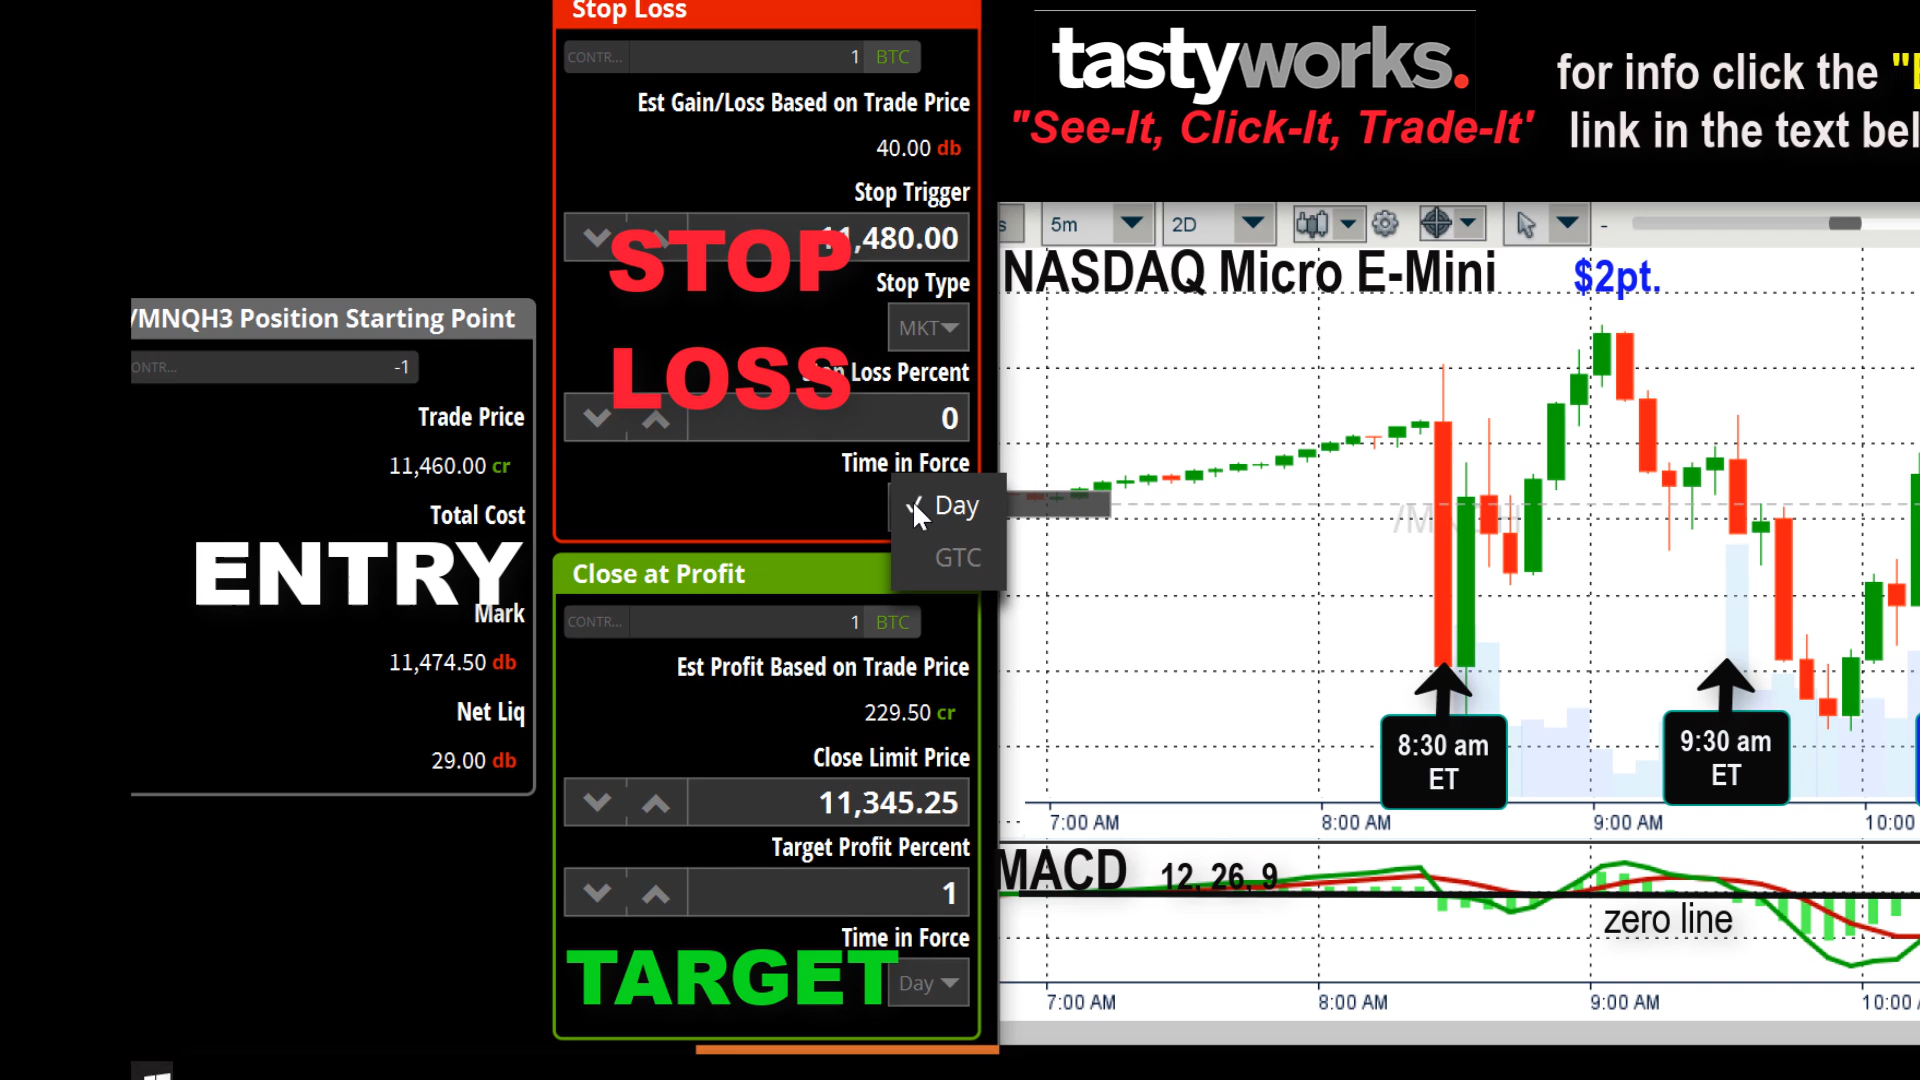 /MNQH3 Position Starting Point
ONTR... -1
Trade Price
11,460.00 cr
Total Cost
ENTRY
Mark
11,474.50 db
Net Liq
29.00 db
Stop Loss
CONTR... 1 BTC
Est Gain/Loss Based on Trade Price
40.00 db
Stop Trigger
11,480.00
STOP
Stop Type
MKT
LOSS
Stop Loss Percent
0
Time in Force
Day
GTC
Close at Profit
CONTR... 1 BTC
Est Profit Based on Trade Price
229.50 cr
Close Limit Price
11,345.25
Target Profit Percent
1
Time in Force
TARGET
Day
tastyworks.
"See-It, Click-It, Trade-It'
for info click the "
link in the text bel
s 5m 2D -
NASDAQ Micro E-Mini $2pt.
8:30 am
ET
9:30 am
ET
7:00 AM 8:00 AM 9:00 AM 10:00
MACD 12, 26, 9
zero line
7:00 AM 8:00 AM 9:00 AM 10:00